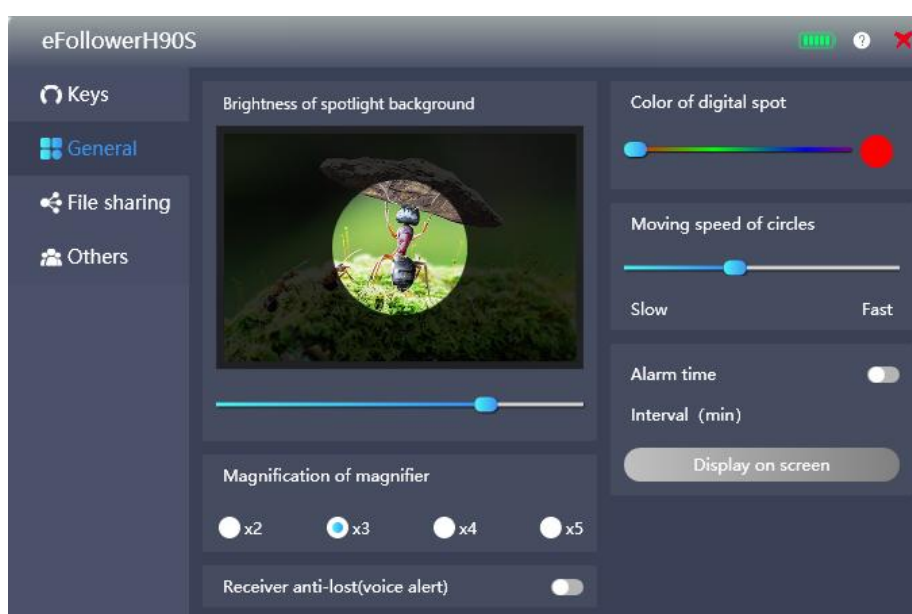 eFollowerH90S
Keys
General
File sharing
Others
Brightness of spotlight background
Magnification of magnifier
x2 x3 x4 x5
Receiver anti-lost(voice alert)
Color of digital spot
Moving speed of circles
Slow Fast
Alarm time
Interval (min)
Display on screen